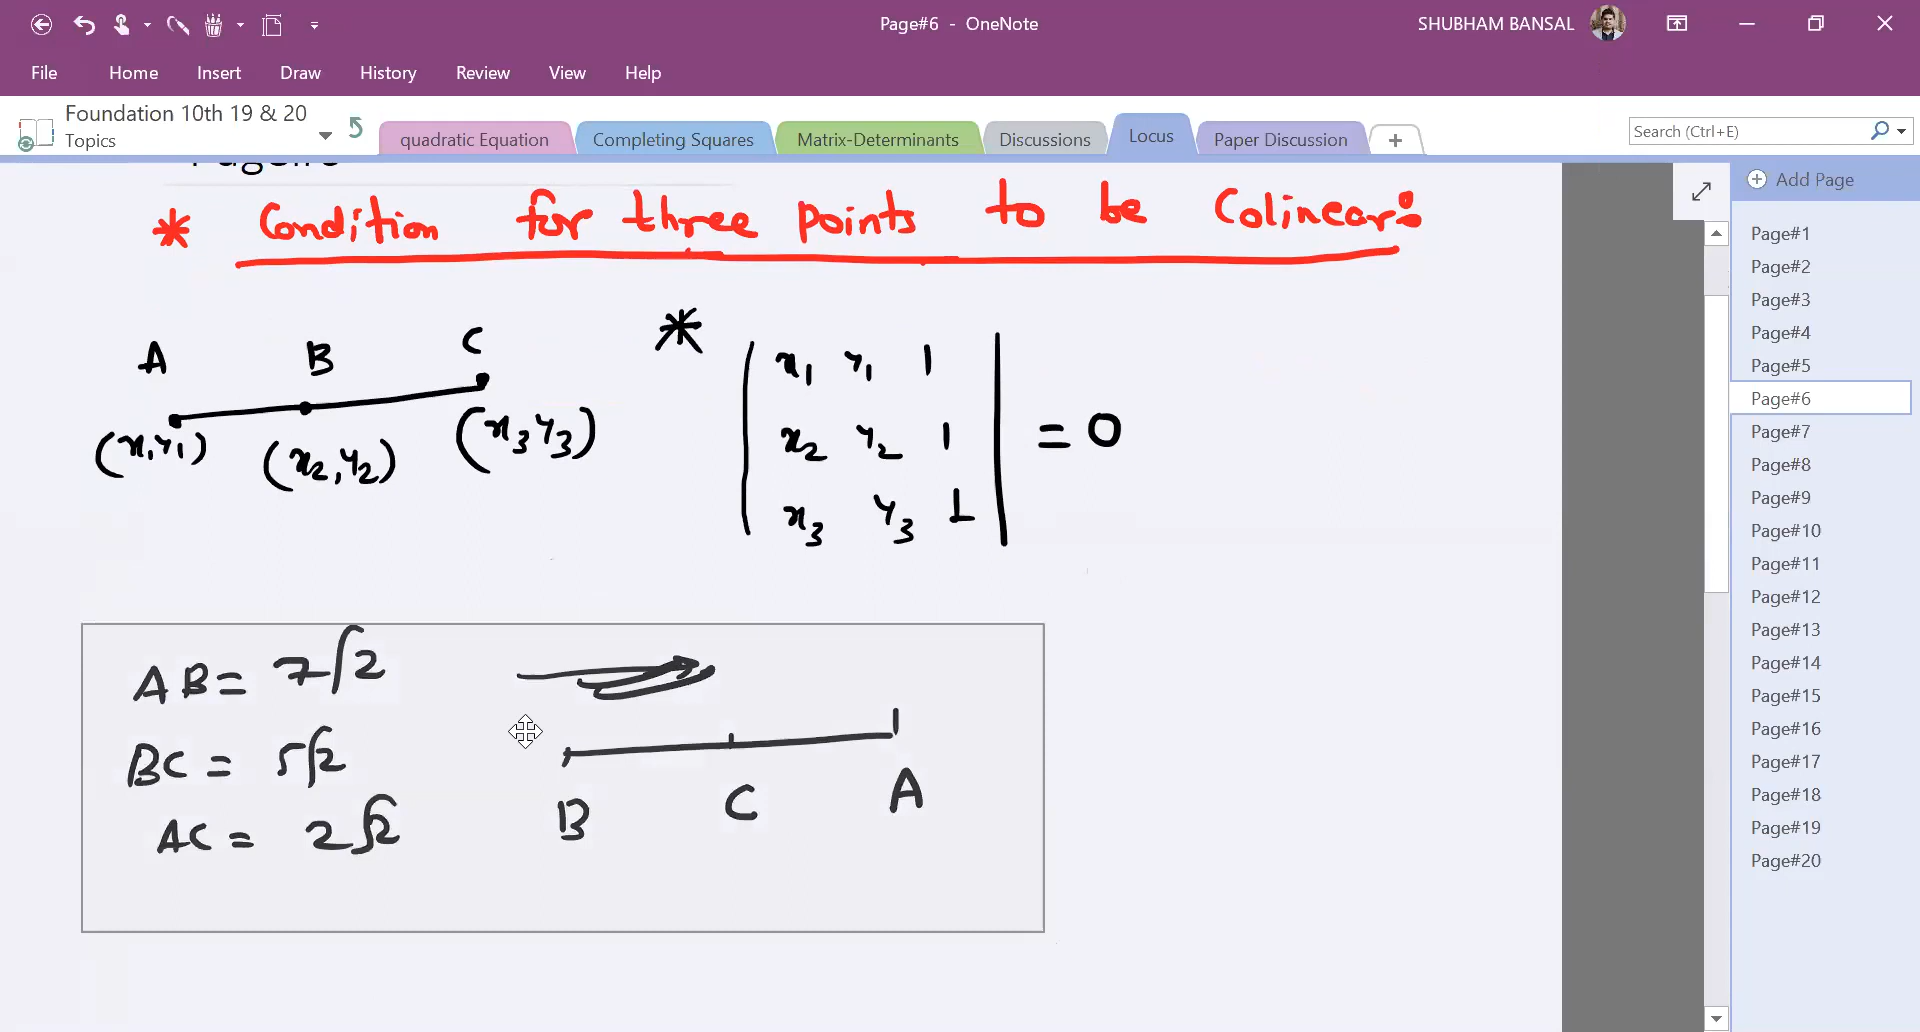 Page#6 - OneNote
SHUBHAM BANSAL
File Home Insert Draw History Review View Help
Foundation 10th 19 & 20
Topics
quadratic Equation Completing Squares Matrix-Determinants Discussions Locus Paper Discussion +
Search (Ctrl+E)
Add Page
* Condition for three points to be Colinear:
A B C
(x₁y₁) (x₂,y₂) (x₃y₃)
*
| x₁ y₁ 1 |
| x₂ y₂ 1 | = 0
| x₃ y₃ 1 |
AB = 7√2
BC = 5√2
AC = 2√2
B C A
Page#1
Page#2
Page#3
Page#4
Page#5
Page#6
Page#7
Page#8
Page#9
Page#10
Page#11
Page#12
Page#13
Page#14
Page#15
Page#16
Page#17
Page#18
Page#19
Page#20